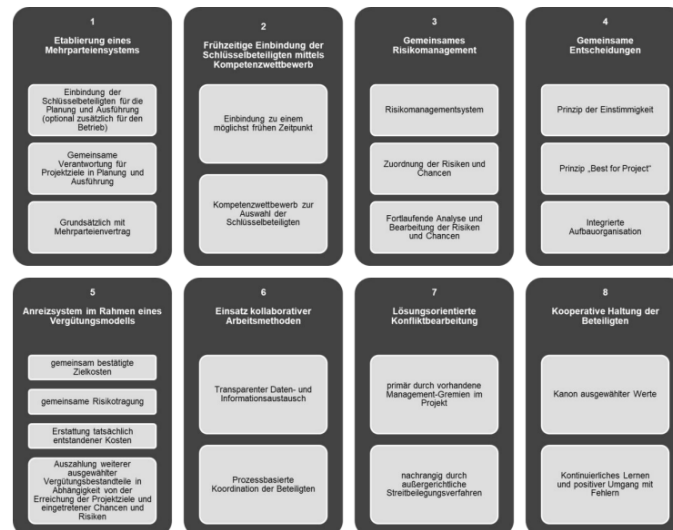 1
Etablierung eines
Mehrparteiensystems
Einbindung der
Schlüsselbeteiligten für die
Planung und Ausführung
(optional zusätzlich für den
Betrieb)
Gemeinsame
Verantwortung für
Projektziele in Planung und
Ausführung
Grundsätzlich mit
Mehrparteienvertrag
2
Frühzeitige Einbindung der
Schlüsselbeteiligten mittels
Kompetenzwettbewerb
Einbindung zu einem
möglichst frühen Zeitpunkt
Kompetenzwettbewerb zur
Auswahl der
Schlüsselbeteiligten
3
Gemeinsames
Risikomanagement
Risikomanagementsystem
Zuordnung der Risiken und
Chancen
Fortlaufende Analyse und
Bearbeitung der Risiken
und Chancen
4
Gemeinsame
Entscheidungen
Prinzip der Einstimmigkeit
Prinzip „Best for Project“
Integrierte
Aufbauorganisation
5
Anreizsystem im Rahmen eines
Vergütungsmodells
gemeinsam bestätigte
Zielkosten
gemeinsame Risikotragung
Erstattung tatsächlich
entstandener Kosten
Auszahlung weiterer
ausgewählter
Vergütungsbestandteile in
Abhängigkeit von der
Erreichung der Projektziele und
eingetretener Chancen und
Risiken
6
Einsatz kollaborativer
Arbeitsmethoden
Transparenter Daten- und
Informationsaustausch
Prozessbasierte
Koordination der Beteiligten
7
Lösungsorientierte
Konfliktbearbeitung
primär durch vorhandene
Management-Gremien im
Projekt
nachrangig durch
außergerichtliche
Streitbeilegungsverfahren
8
Kooperative Haltung der
Beteiligten
Kanon ausgewählter Werte
Kontinuierliches Lernen
und positiver Umgang mit
Fehlern